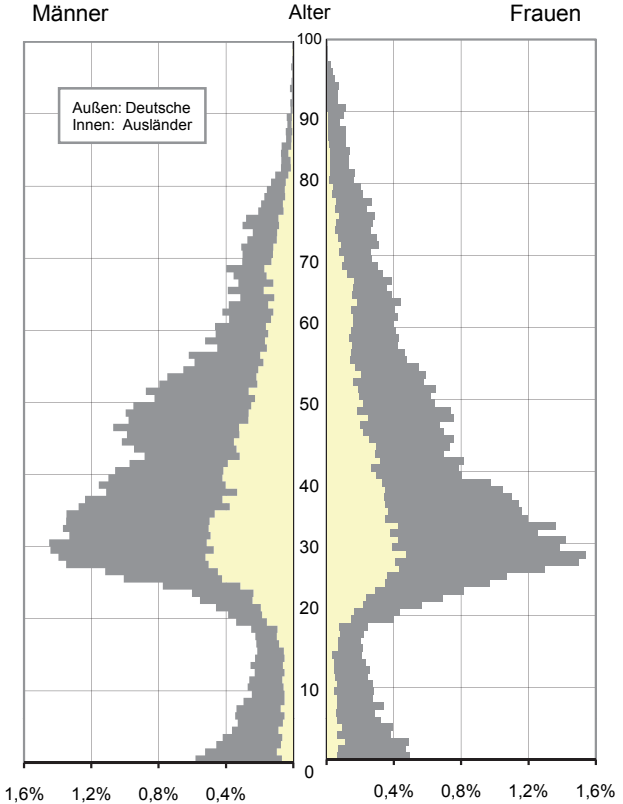 Männer Alter Frauen
100
Außen: Deutsche
Innen: Ausländer
90
80
70
60
50
40
30
20
10
0
1,6% 1,2% 0,8% 0,4% 0,4% 0,8% 1,2% 1,6%